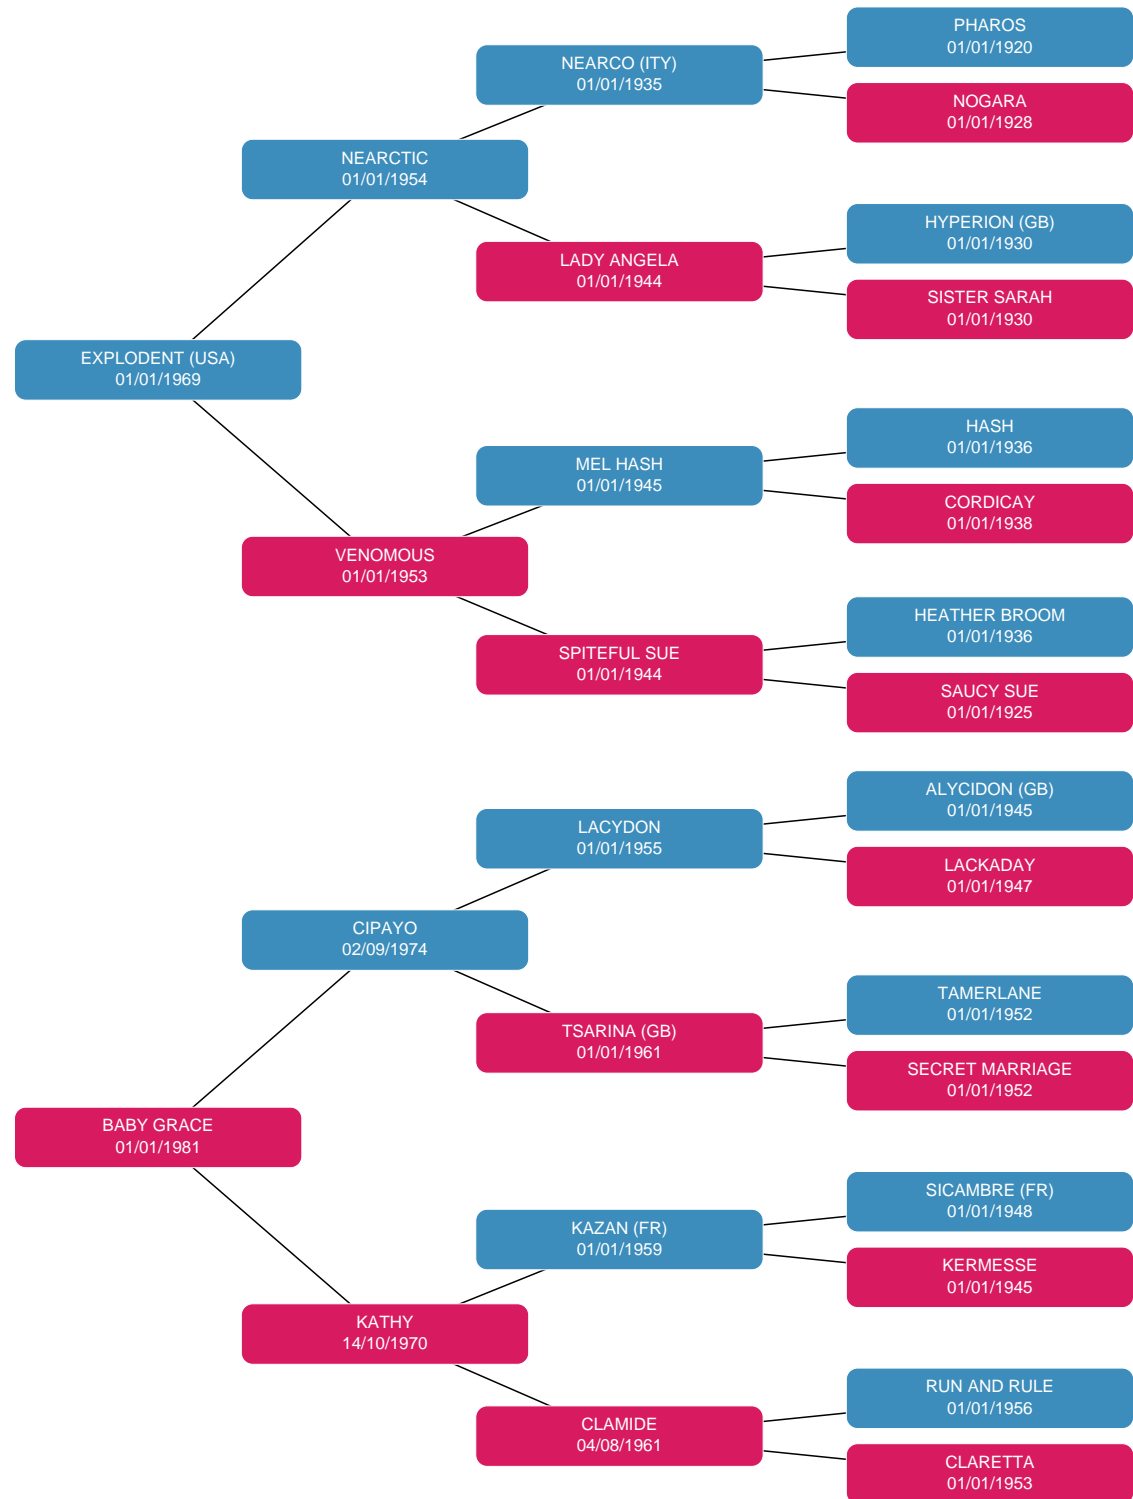 PHAROS
01/01/1920
NEARCO (ITY)
01/01/1935
NOGARA
01/01/1928
NEARCTIC
01/01/1954
HYPERION (GB)
01/01/1930
LADY ANGELA
01/01/1944
SISTER SARAH
01/01/1930
EXPLODENT (USA)
01/01/1969
HASH
01/01/1936
MEL HASH
01/01/1945
CORDICAY
01/01/1938
VENOMOUS
01/01/1953
HEATHER BROOM
01/01/1936
SPITEFUL SUE
01/01/1944
SAUCY SUE
01/01/1925
ALYCIDON (GB)
01/01/1945
LACYDON
01/01/1955
LACKADAY
01/01/1947
CIPAYO
02/09/1974
TAMERLANE
01/01/1952
TSARINA (GB)
01/01/1961
SECRET MARRIAGE
01/01/1952
BABY GRACE
01/01/1981
SICAMBRE (FR)
01/01/1948
KAZAN (FR)
01/01/1959
KERMESSE
01/01/1945
KATHY
14/10/1970
RUN AND RULE
01/01/1956
CLAMIDE
04/08/1961
CLARETTA
01/01/1953